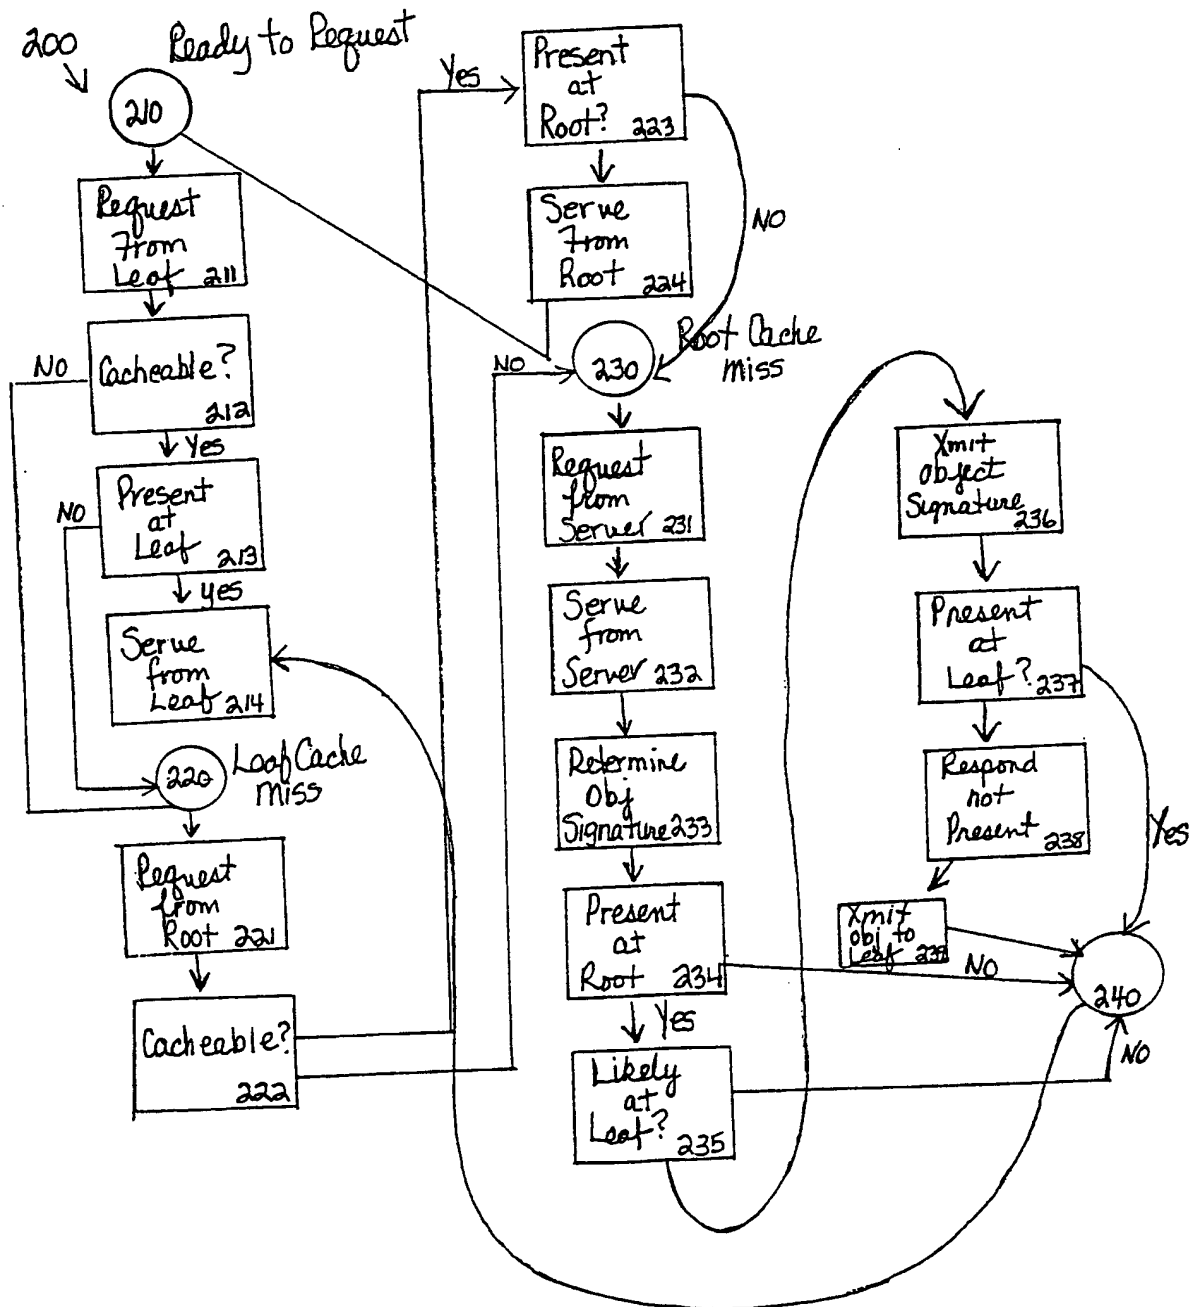 200
Ready to Request
210
Request
From
Leaf 211
NO
Cacheable?
212
Yes
NO
Present
at
Leaf 213
yes
Serve
from
Leaf 214
220
Leaf Cache
Miss
Request
from
Root 221
Cacheable?
222
Yes
Present
at
Root? 223
NO
Serve
From
Root 224
NO
230
Root Cache
miss
Request
from
Server 231
Serve
from
Server 232
Determine
Obj
Signature 233
Present
at
Root 234
NO
Yes
Likely
at
Leaf? 235
NO
Xmit
object
Signature 236
Present
at
Leaf? 237
Yes
Respond
not
Present 238
Xmit
obj to
Leaf 239
240